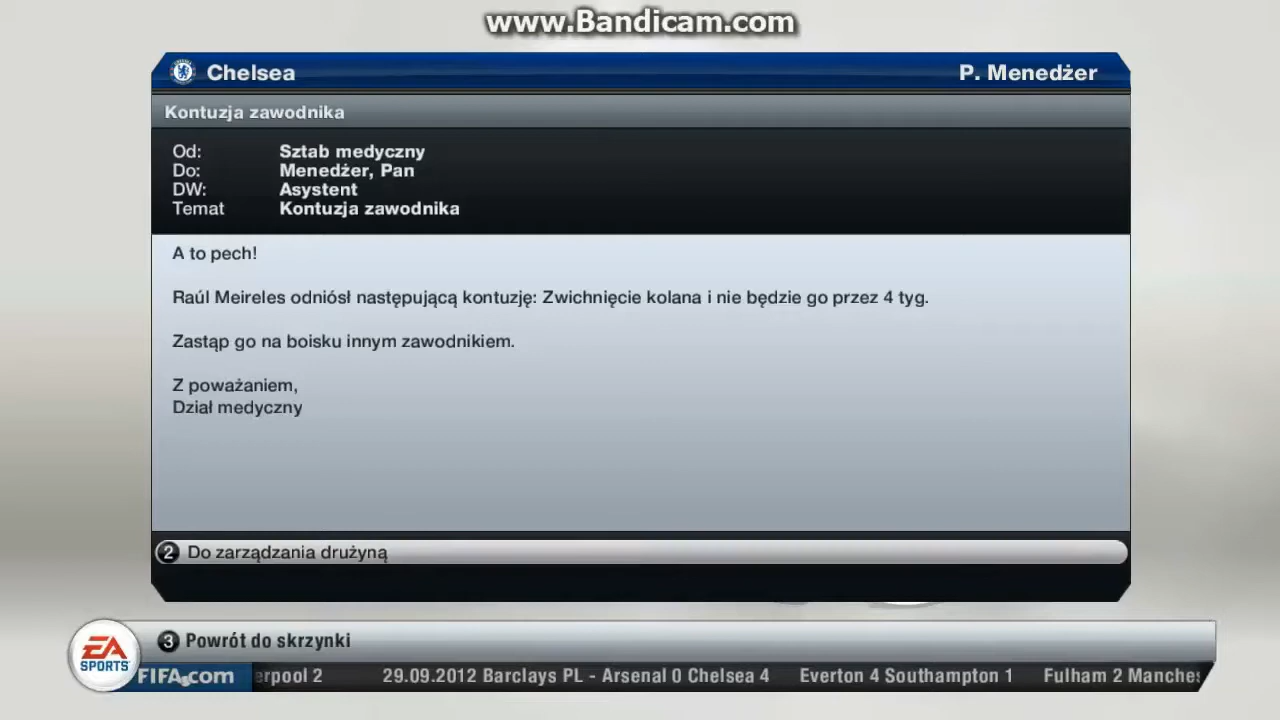 www.Bandicam.com
Chelsea P. Menedżer
Kontuzja zawodnika
Od: Sztab medyczny
Do: Menedżer, Pan
DW: Asystent
Temat Kontuzja zawodnika
A to pech!
Raúl Meireles odniósł następującą kontuzję: Zwichnięcie kolana i nie będzie go przez 4 tyg.
Zastąp go na boisku innym zawodnikiem.
Z poważaniem,
Dział medyczny
2 Do zarządzania drużyną
3 Powrót do skrzynki
EA SPORTS
FIFA.com erpool 2 29.09.2012 Barclays PL - Arsenal 0 Chelsea 4 Everton 4 Southampton 1 Fulham 2 Manches